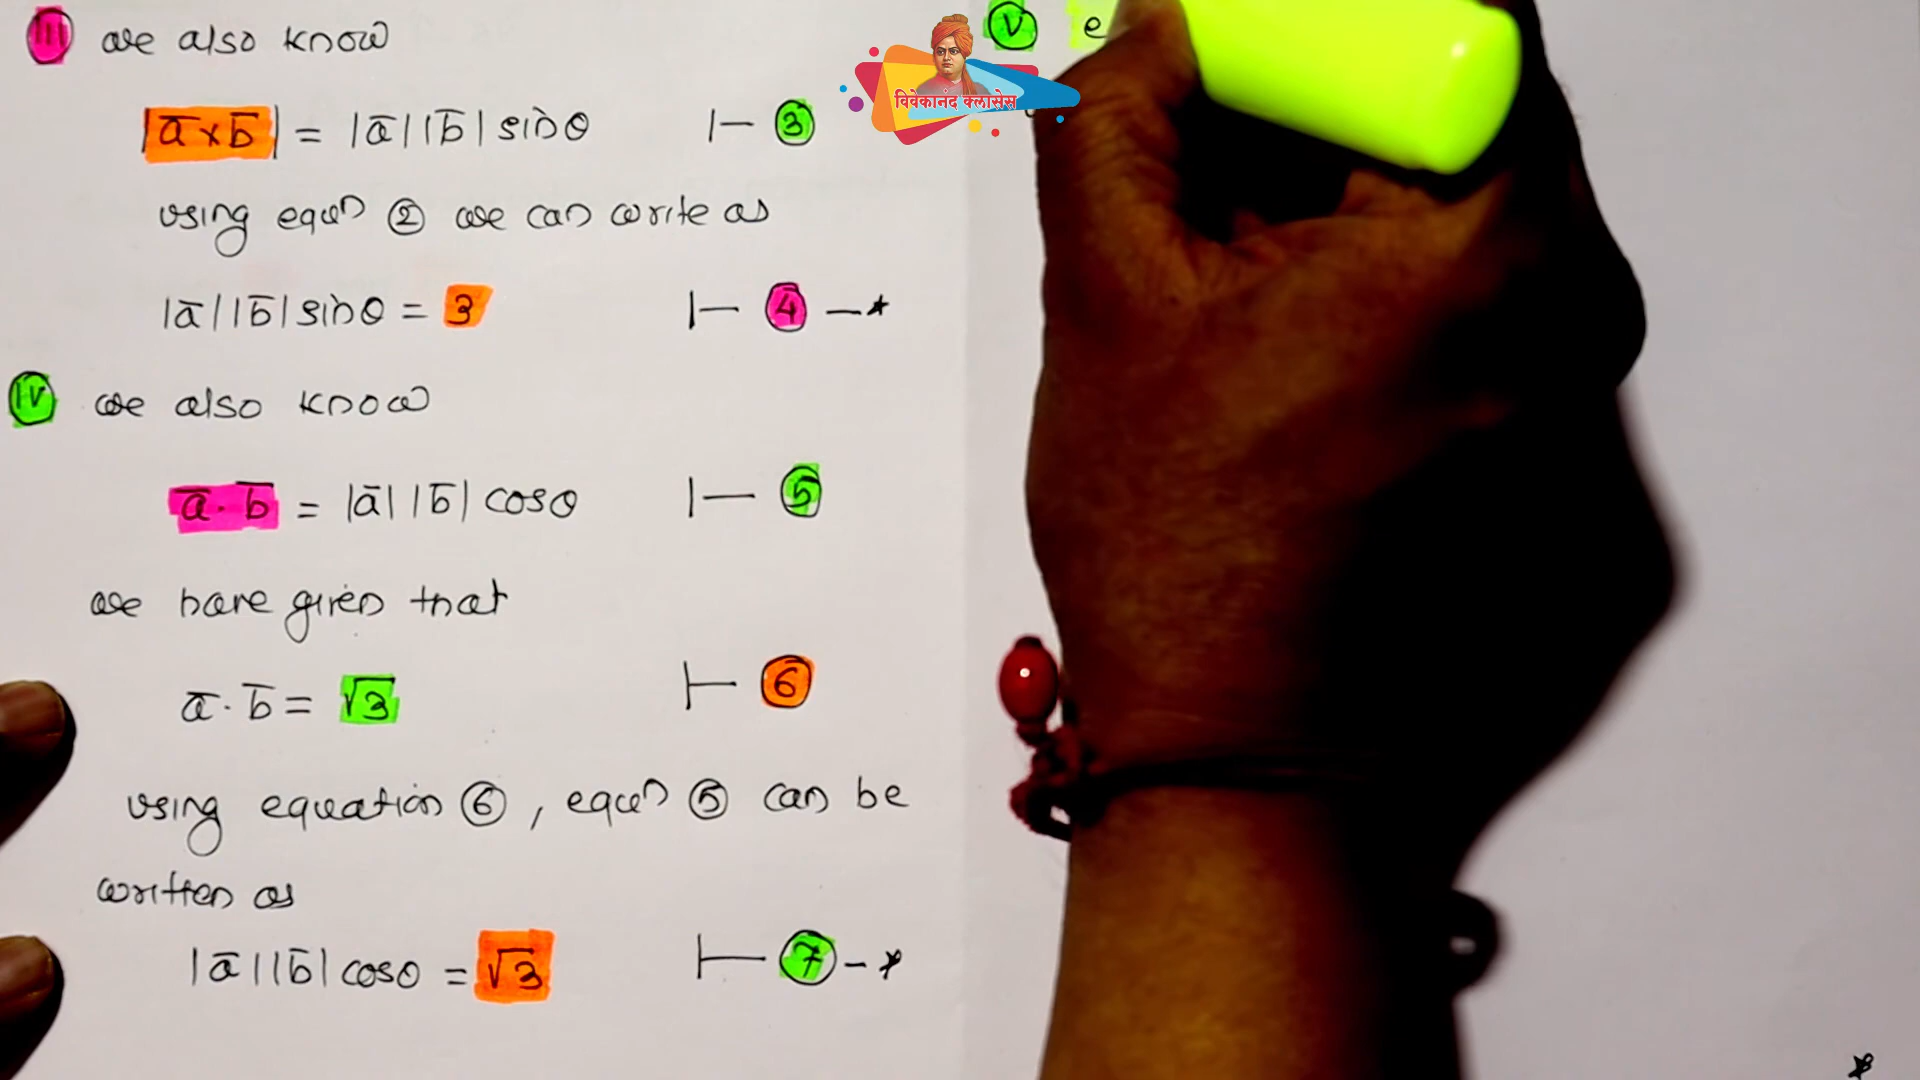 III we also know
|a̅ x b̅| = |a̅| |b̅| sinθ ⊢ 3
using equn 2 we can write as
|a̅| |b̅| sinθ = 3 ⊢ 4 -*
IV we also know
a̅ · b̅ = |a̅| |b̅| cosθ ⊢ 5
we have given that
a̅ · b̅ = √3 ⊢ 6
using equation 6, equn 5 can be
written as
|a̅| |b̅| cosθ = √3 ⊢ 7 -*
विवेकानंद क्लासेस
V e
*